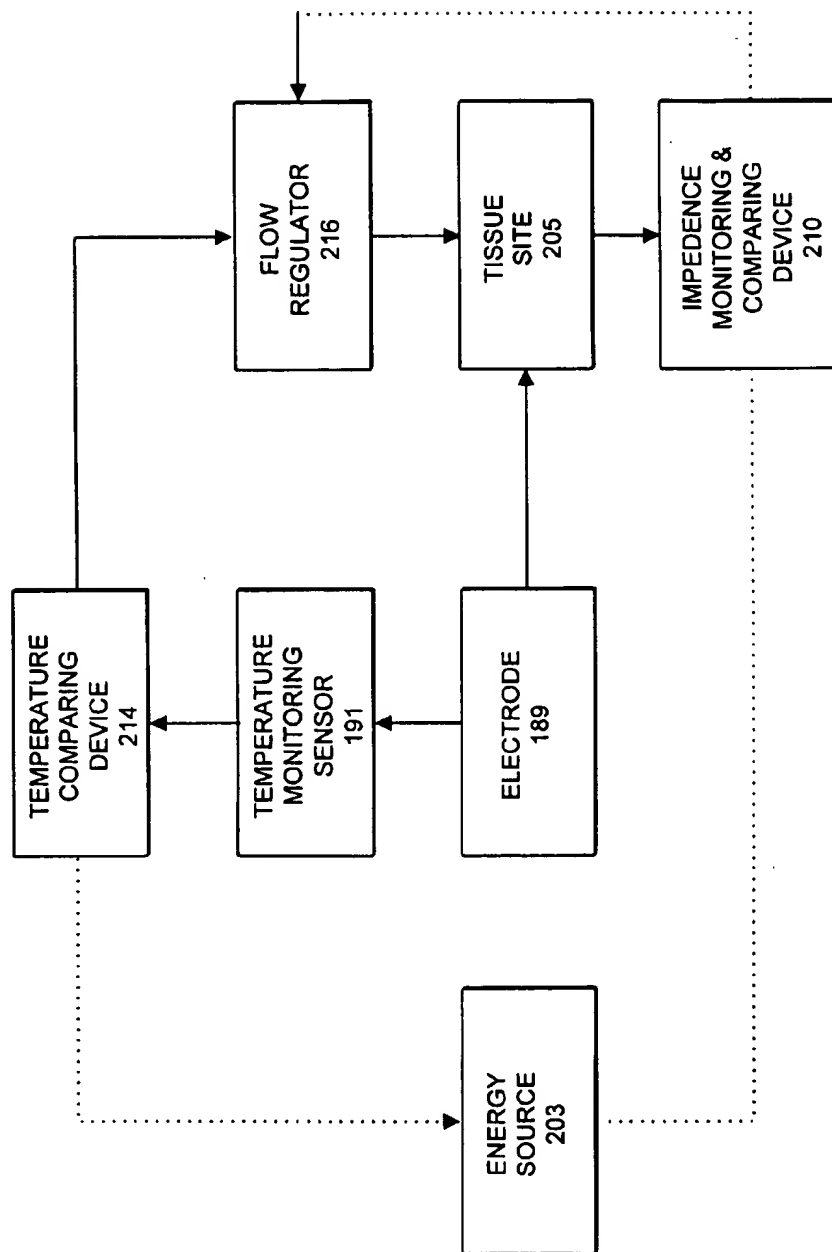 TEMPERATURE
COMPARING
DEVICE
214
TEMPERATURE
MONITORING
SENSOR
191
ELECTRODE
189
ENERGY
SOURCE
203
FLOW
REGULATOR
216
TISSUE
SITE
205
IMPEDENCE
MONITORING &
COMPARING
DEVICE
210